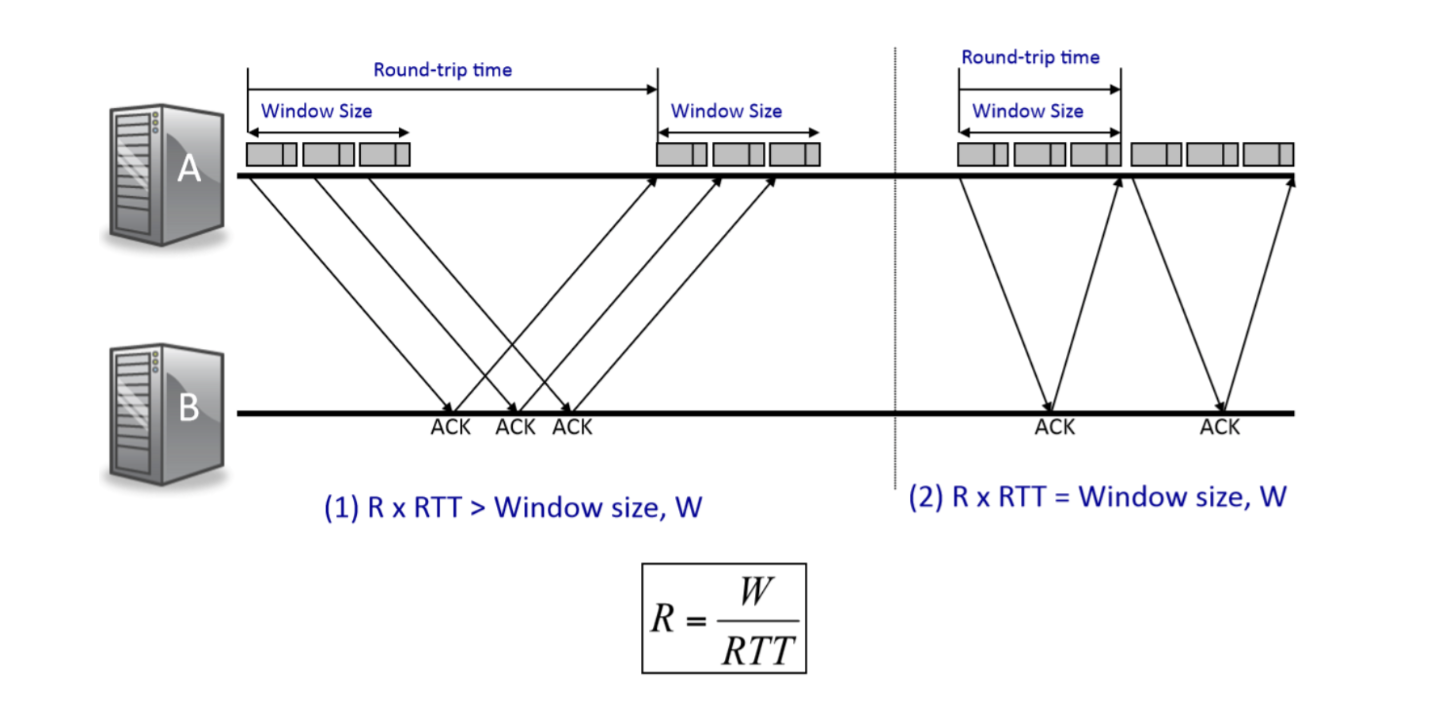 Round-trip time
Window Size
Window Size
Round-trip time
Window Size
A
B
ACK ACK ACK
ACK ACK
(1) R x RTT > Window size, W
(2) R x RTT = Window size, W
R = W / RTT